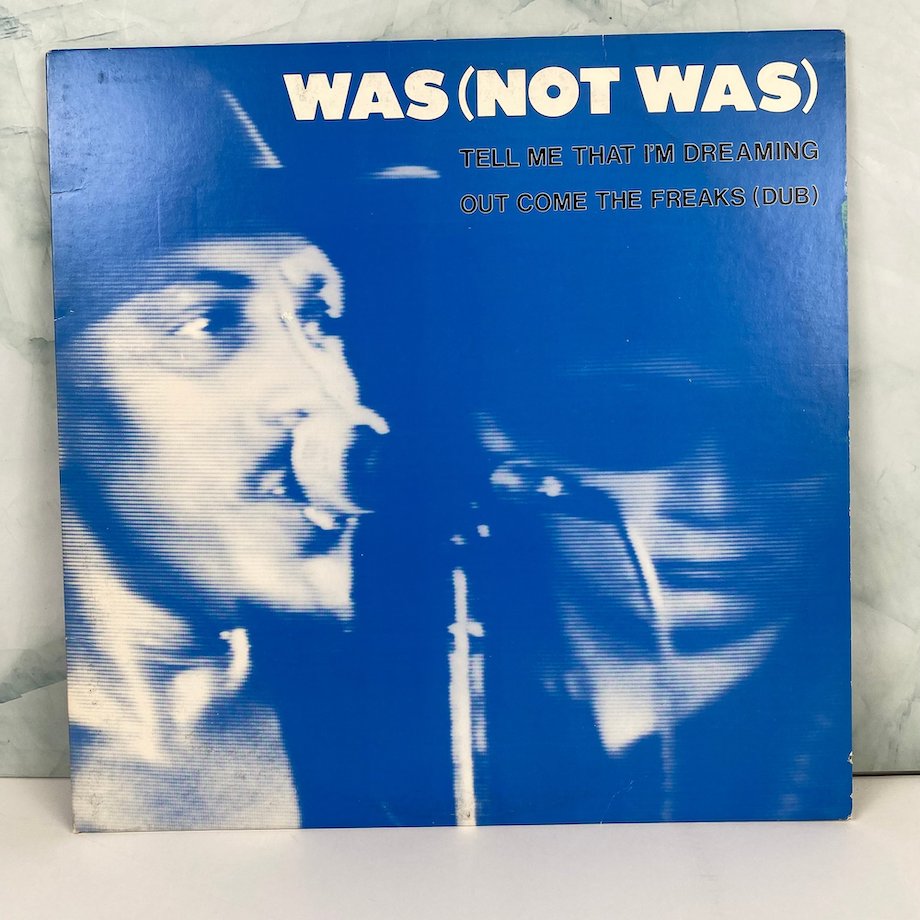 WAS (NOT WAS)
TELL ME THAT I'M DREAMING
OUT COME THE FREAKS (DUB)